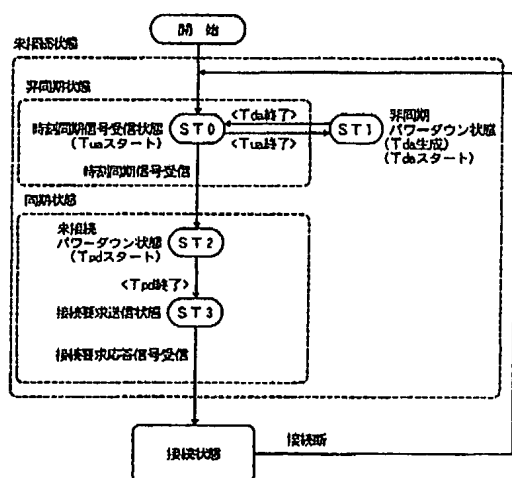 開 始
未接続状態
非同期状態
<Tda終了>
時刻同期信号受信状態
(Tuaスタート)
ST0
ST1
非同期
パワーダウン状態
(Tda生成)
(Tdaスタート)
<Tua終了>
時刻同期信号受信
同期状態
未接続
パワーダウン状態
(Tpdスタート)
ST2
<Tpd終了>
接続要求送信状態
ST3
接続要求応答信号受信
接続状態
接続断